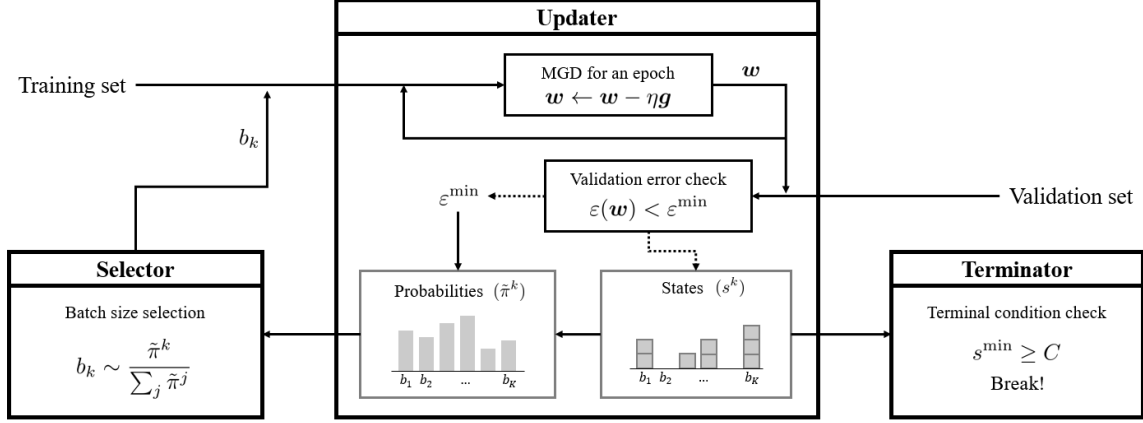 Updater
MGD for an epoch
w ← w − ηg
w
Training set
b_k
Validation error check
ε(w) < ε^min
ε^min
Validation set
Selector
Batch size selection
b_k ∼ π̃^k / ∑_j π̃^j
Probabilities (π̃^k)
b_1 b_2 ... b_K
States (s^k)
b_1 b_2 ... b_K
Terminator
Terminal condition check
s^min ≥ C
Break!